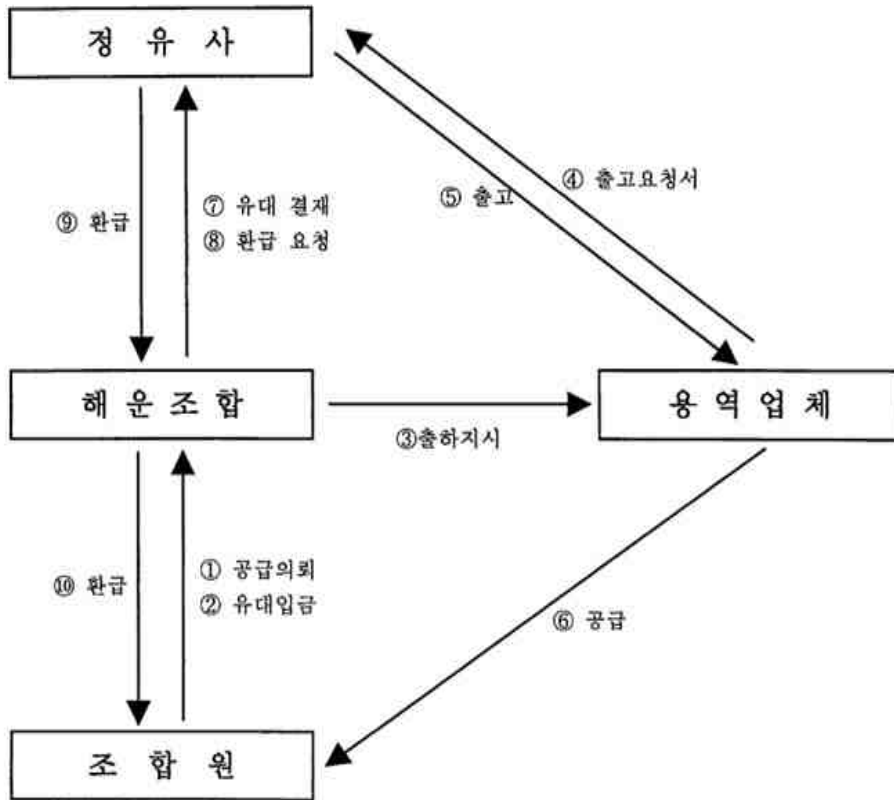 정 유 사
④ 출고요청서
⑤ 출고
⑦ 유대 결재
⑨ 환급
⑧ 환급 요청
해 운 조 합
용 역 업 체
③출하지시
① 공급의뢰
⑩ 환급
② 유대입금
⑥ 공급
조 합 원